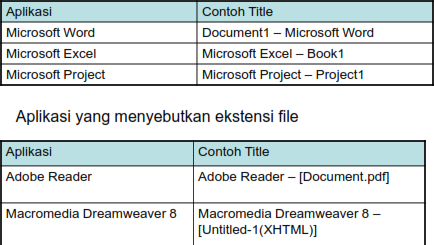 Aplikasi Contoh Title
Microsoft Word Document1 – Microsoft Word
Microsoft Excel Microsoft Excel – Book1
Microsoft Project Microsoft Project – Project1
Aplikasi yang menyebutkan ekstensi file
Aplikasi Contoh Title
Adobe Reader Adobe Reader – [Document.pdf]
Macromedia Dreamweaver 8 Macromedia Dreamweaver 8 –
[Untitled-1(XHTML)]